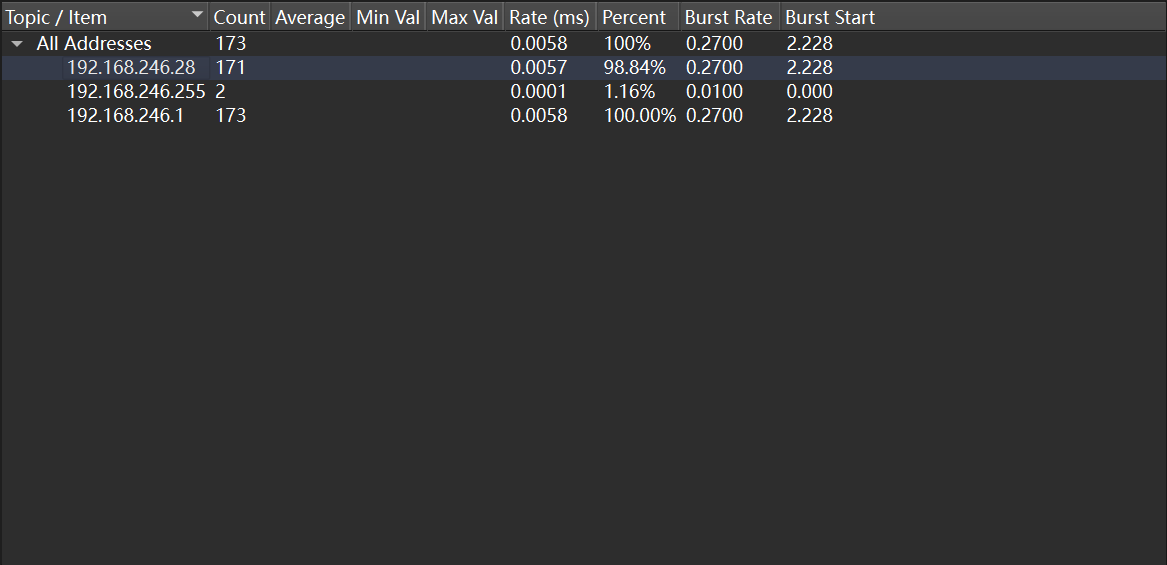 Topic / Item Count Average Min Val Max Val Rate (ms) Percent Burst Rate Burst Start
All Addresses 173 0.0058 100% 0.2700 2.228
192.168.246.28 171 0.0057 98.84% 0.2700 2.228
192.168.246.255 2 0.0001 1.16% 0.0100 0.000
192.168.246.1 173 0.0058 100.00% 0.2700 2.228